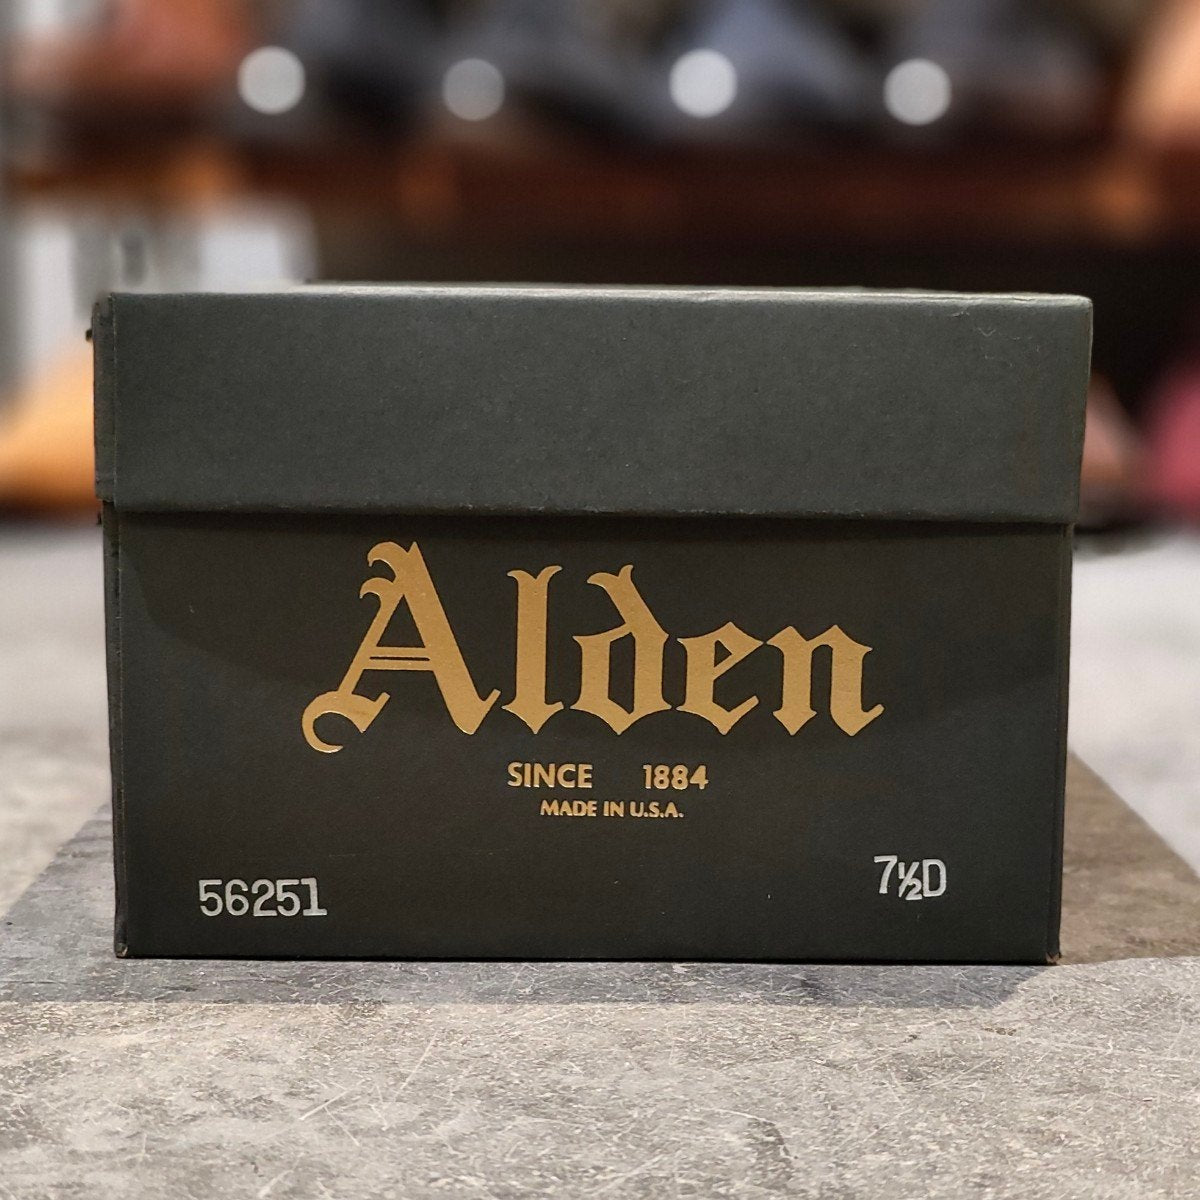 Alden
SINCE 1884
MADE IN U.S.A.
56251
7½D